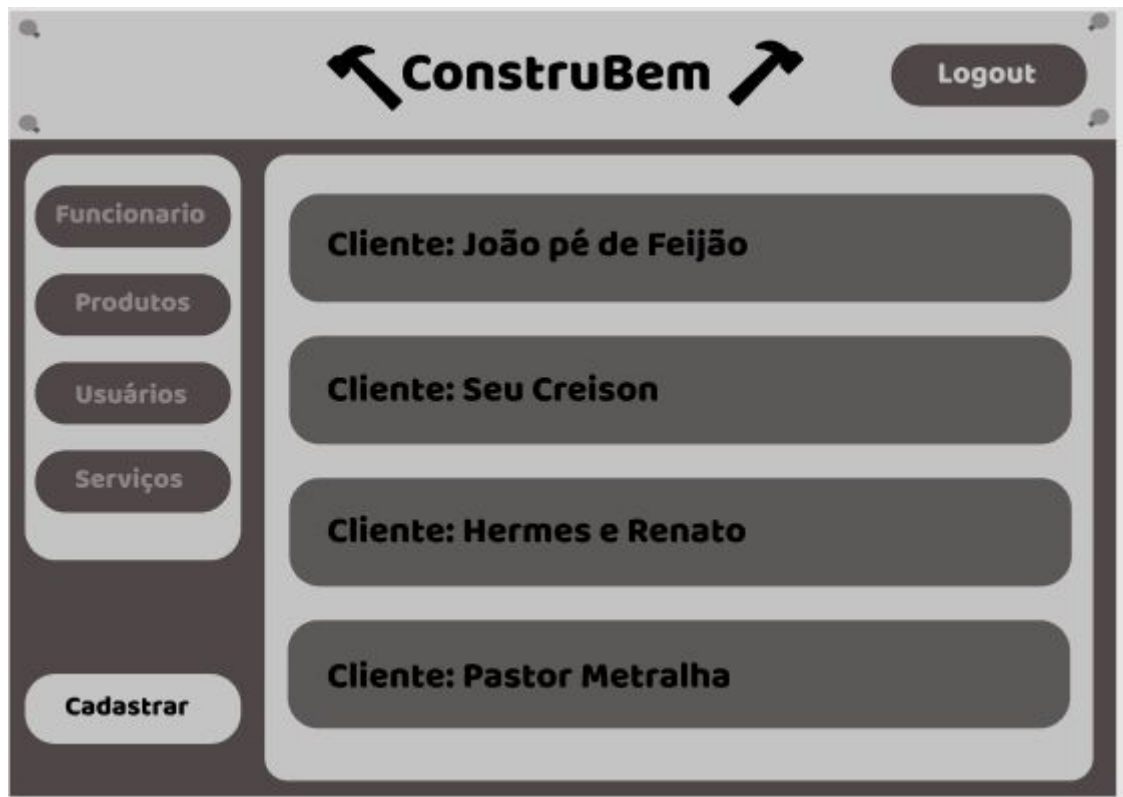 ConstruBem
Logout
Funcionario
Produtos
Usuários
Serviços
Cadastrar
Cliente: João pé de Feijão
Cliente: Seu Creison
Cliente: Hermes e Renato
Cliente: Pastor Metralha